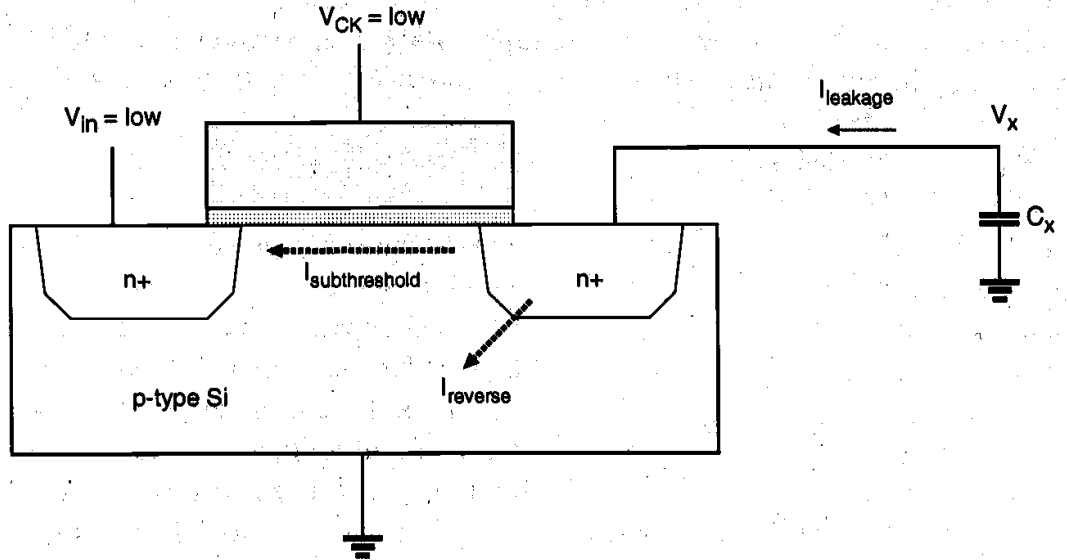 V_CK = low
V_in = low
I_leakage
V_x
C_x
n+
I_subthreshold
n+
I_reverse
p-type Si